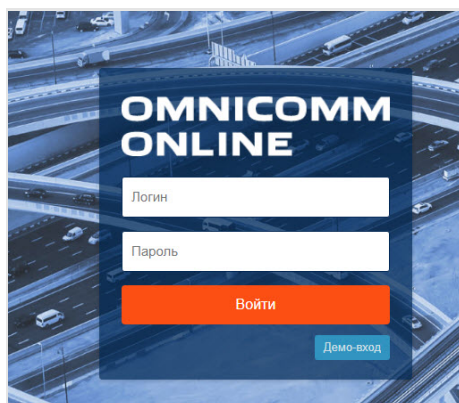 OMNICOMM
ONLINE
Логин
Пароль
Войти
Демо-вход